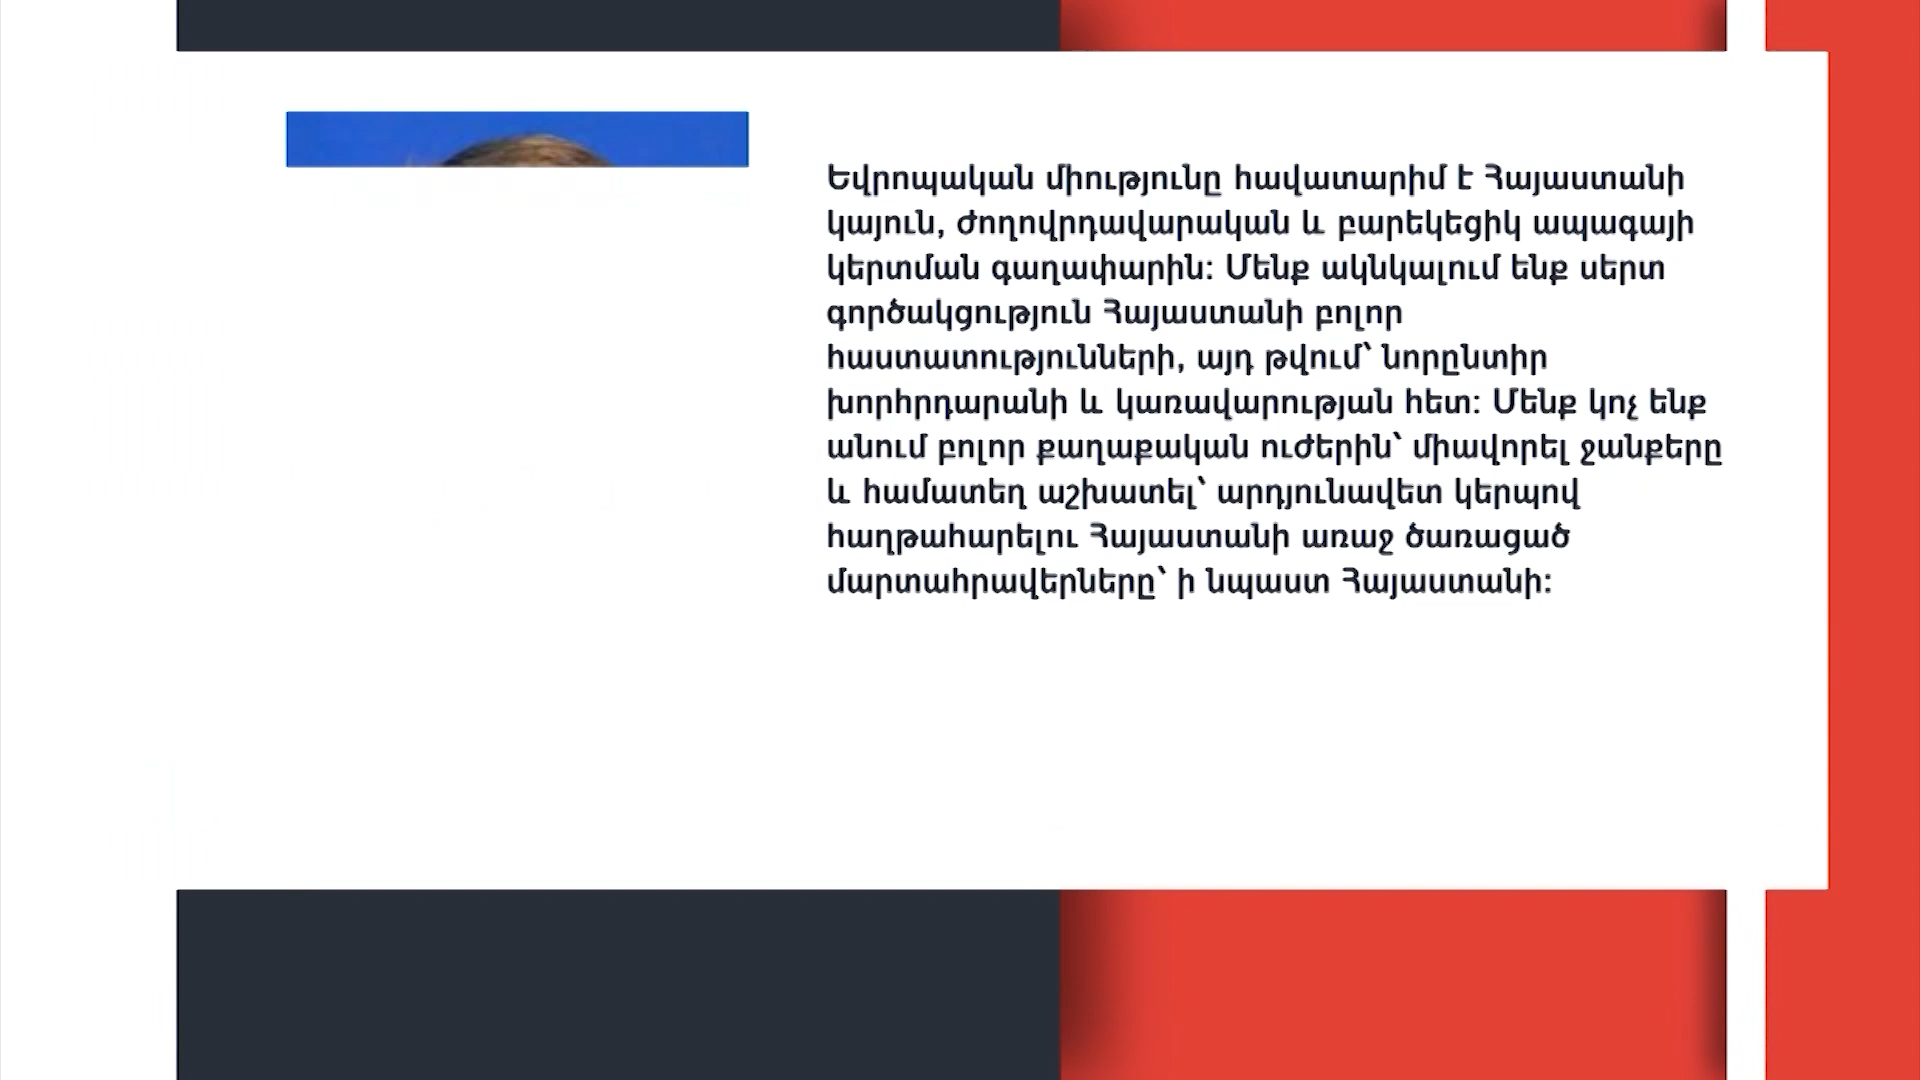 Եվրոպական միությունը հավատարիմ է Հայաստանի
կայուն, ժողովրդավարական և բարեկեցիկ ապագայի
կերտման գաղափարին: Մենք ակնկալում ենք սերտ
գործակցություն Հայաստանի բոլոր
հաստատությունների, այդ թվում՝ նորընտիր
խորհրդարանի և կառավարության հետ: Մենք կոչ ենք
անում բոլոր քաղաքական ուժերին՝ միավորել ջանքերը
և համատեղ աշխատել՝ արդյունավետ կերպով
հաղթահարելու Հայաստանի առաջ ծառացած
մարտահրավերները՝ ի նպաստ Հայաստանի: